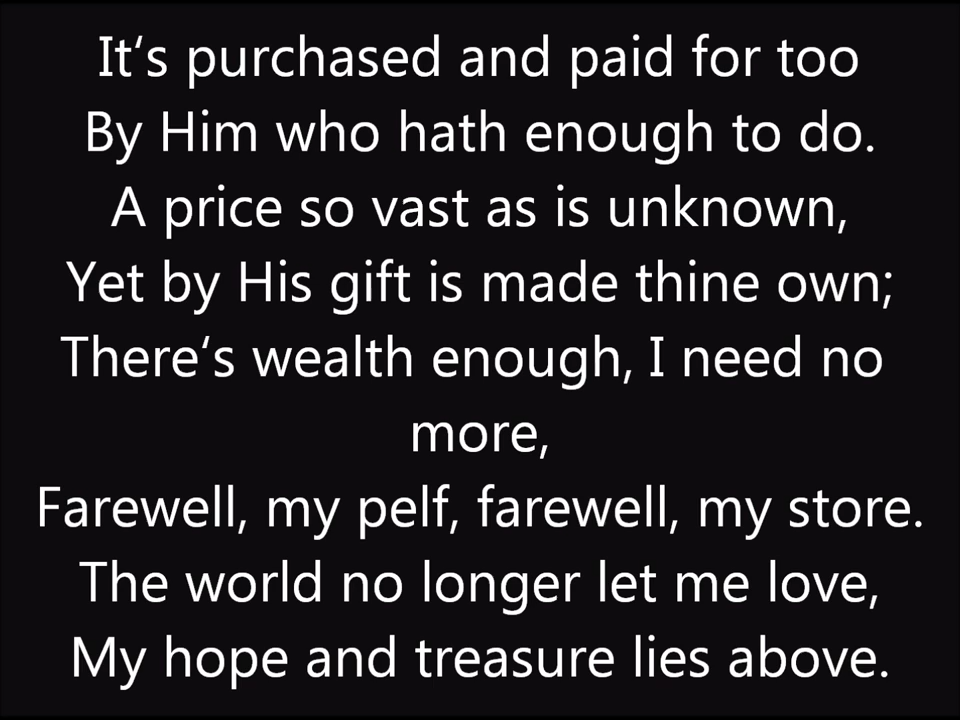 It‘s purchased and paid for too
By Him who hath enough to do.
A price so vast as is unknown,
Yet by His gift is made thine own;
There‘s wealth enough, I need no
more,
Farewell, my pelf, farewell, my store.
The world no longer let me love,
My hope and treasure lies above.